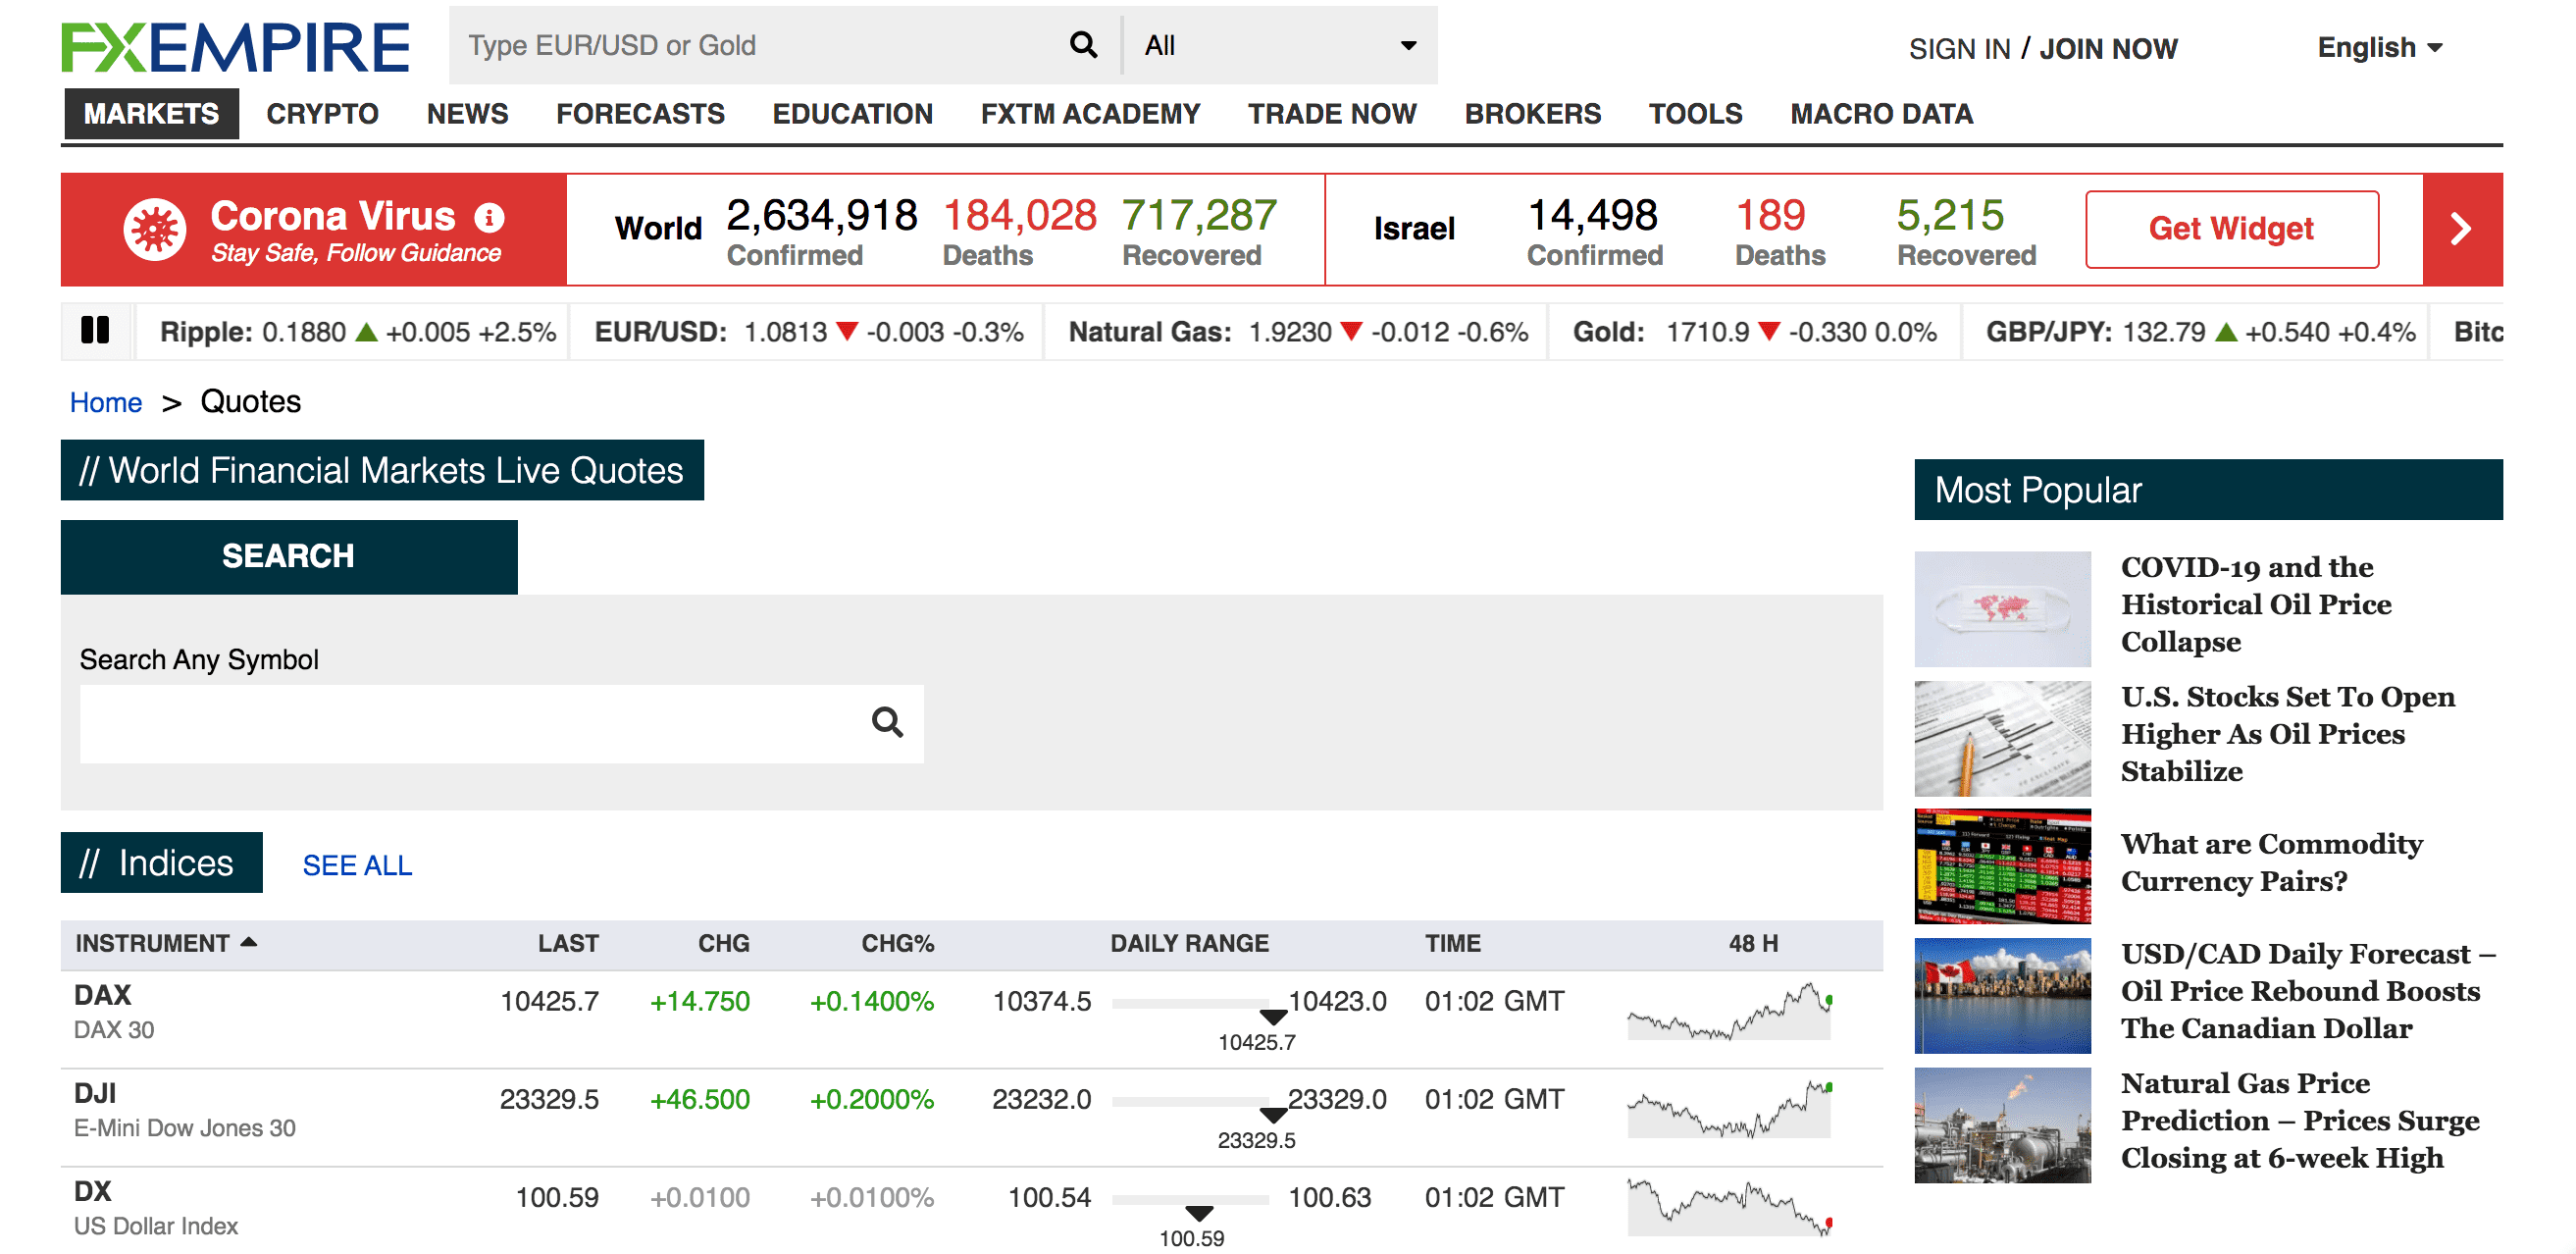 FXEMPIRE
Type EUR/USD or Gold
All
SIGN IN / JOIN NOW
English
MARKETS CRYPTO NEWS FORECASTS EDUCATION FXTM ACADEMY TRADE NOW BROKERS TOOLS MACRO DATA
Corona Virus
Stay Safe, Follow Guidance
World 2,634,918 184,028 717,287
Confirmed Deaths Recovered
Israel 14,498 189 5,215
Confirmed Deaths Recovered
Get Widget
Ripple: 0.1880 +0.005 +2.5% EUR/USD: 1.0813 -0.003 -0.3% Natural Gas: 1.9230 -0.012 -0.6% Gold: 1710.9 -0.330 0.0% GBP/JPY: 132.79 +0.540 +0.4% Bitc
Home > Quotes
// World Financial Markets Live Quotes
SEARCH
Search Any Symbol
// Indices SEE ALL
INSTRUMENT LAST CHG CHG% DAILY RANGE TIME 48 H
DAX 10425.7 +14.750 +0.1400% 10374.5 10423.0 01:02 GMT
DAX 30 10425.7
DJI 23329.5 +46.500 +0.2000% 23232.0 23329.0 01:02 GMT
E-Mini Dow Jones 30 23329.5
DX 100.59 +0.0100 +0.0100% 100.54 100.63 01:02 GMT
US Dollar Index 100.59
Most Popular
COVID-19 and the
Historical Oil Price
Collapse
U.S. Stocks Set To Open
Higher As Oil Prices
Stabilize
What are Commodity
Currency Pairs?
USD/CAD Daily Forecast –
Oil Price Rebound Boosts
The Canadian Dollar
Natural Gas Price
Prediction – Prices Surge
Closing at 6-week High